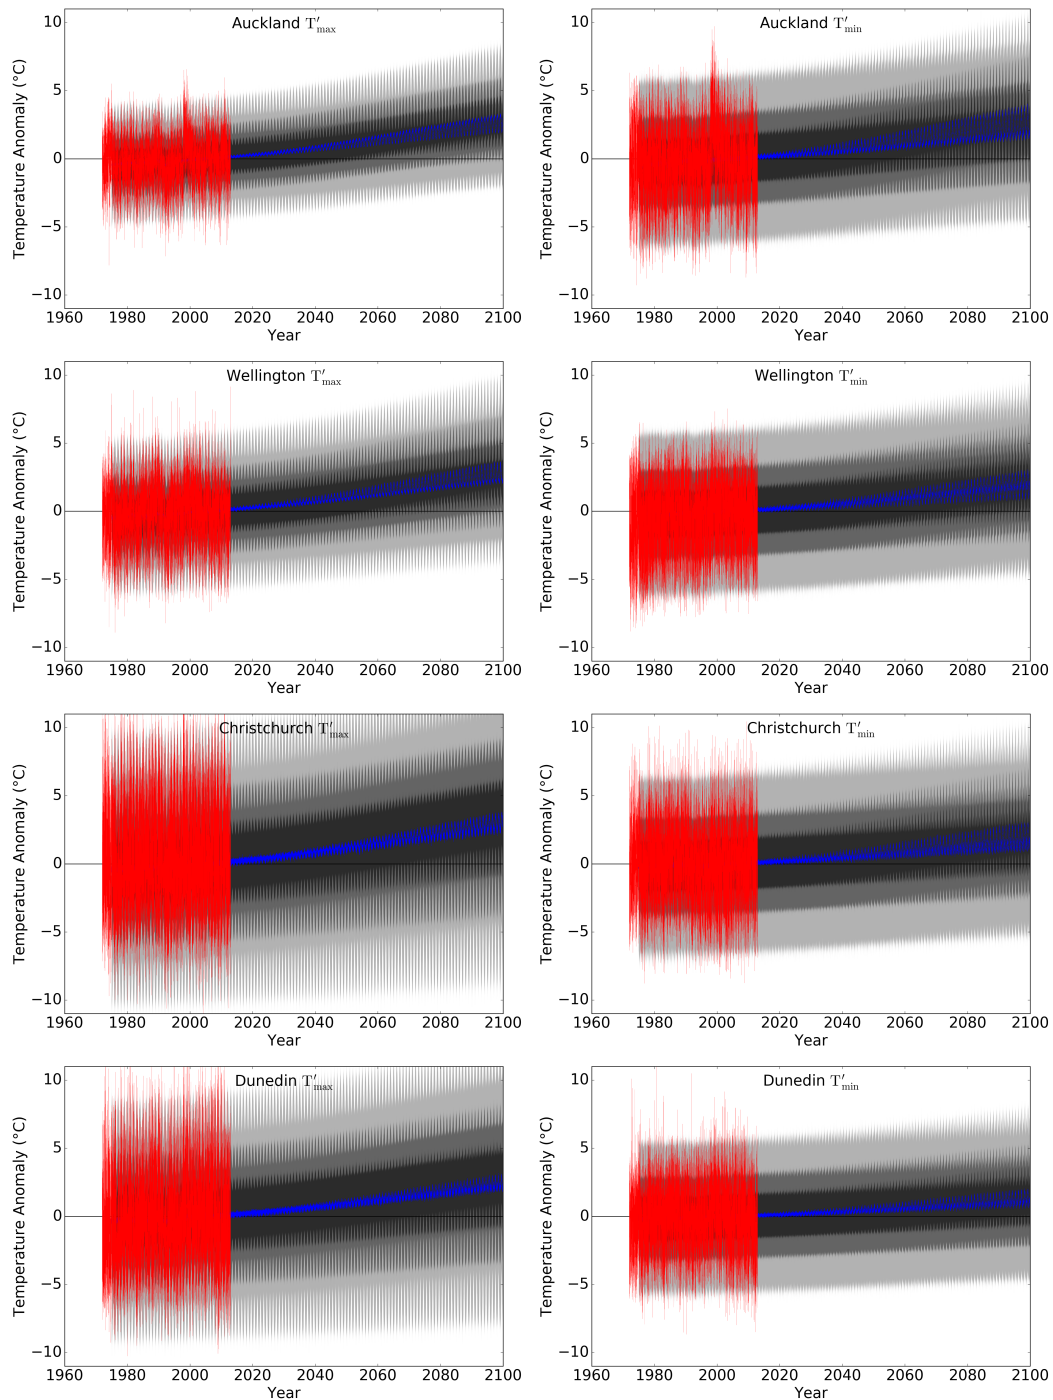 Auckland T′max
Temperature Anomaly (°C)
10
5
0
−5
−10
1960 1980 2000 2020 2040 2060 2080 2100
Year
Auckland T′min
Temperature Anomaly (°C)
10
5
0
−5
−10
1960 1980 2000 2020 2040 2060 2080 2100
Year
Wellington T′max
Temperature Anomaly (°C)
10
5
0
−5
−10
1960 1980 2000 2020 2040 2060 2080 2100
Year
Wellington T′min
Temperature Anomaly (°C)
10
5
0
−5
−10
1960 1980 2000 2020 2040 2060 2080 2100
Year
Christchurch T′max
Temperature Anomaly (°C)
10
5
0
−5
−10
1960 1980 2000 2020 2040 2060 2080 2100
Year
Christchurch T′min
Temperature Anomaly (°C)
10
5
0
−5
−10
1960 1980 2000 2020 2040 2060 2080 2100
Year
Dunedin T′max
Temperature Anomaly (°C)
10
5
0
−5
−10
1960 1980 2000 2020 2040 2060 2080 2100
Year
Dunedin T′min
Temperature Anomaly (°C)
10
5
0
−5
−10
1960 1980 2000 2020 2040 2060 2080 2100
Year